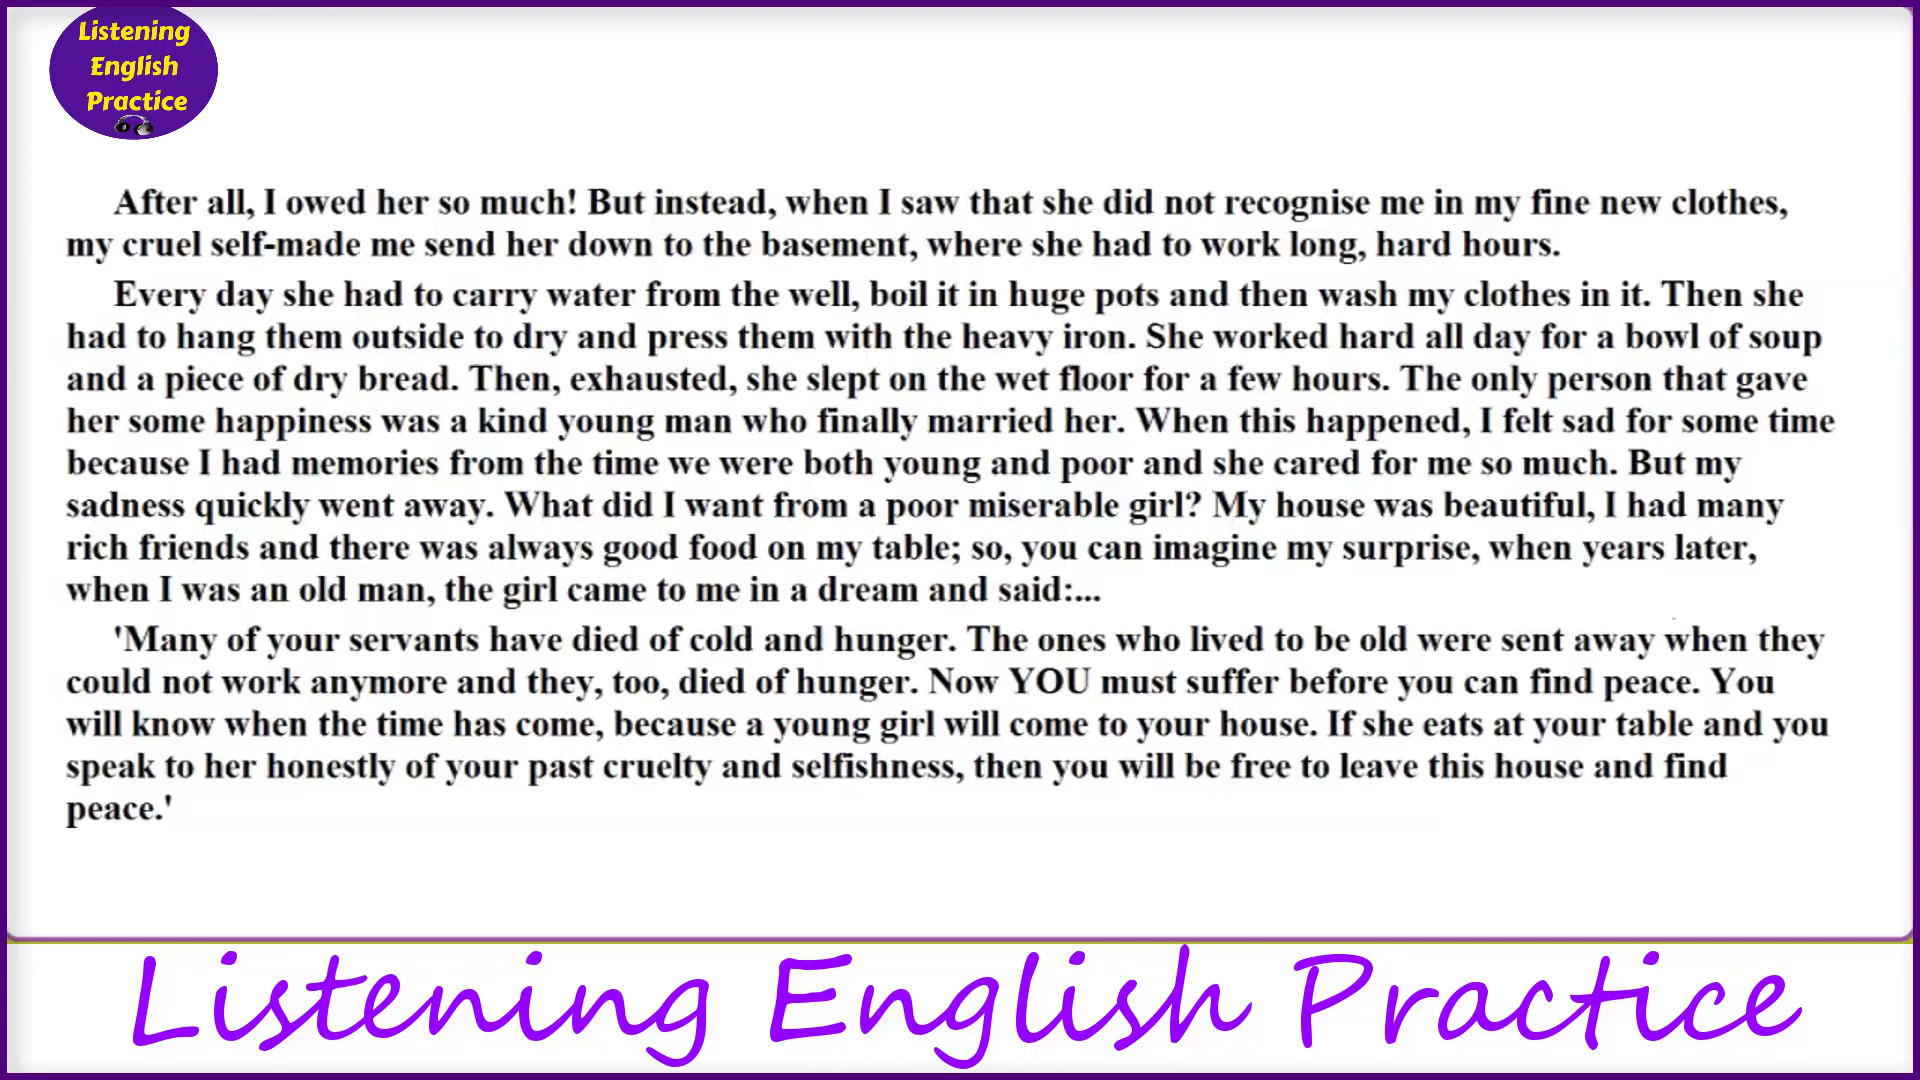 Listening
English
Practice
After all, I owed her so much! But instead, when I saw that she did not recognise me in my fine new clothes,
my cruel self-made me send her down to the basement, where she had to work long, hard hours.
Every day she had to carry water from the well, boil it in huge pots and then wash my clothes in it. Then she
had to hang them outside to dry and press them with the heavy iron. She worked hard all day for a bowl of soup
and a piece of dry bread. Then, exhausted, she slept on the wet floor for a few hours. The only person that gave
her some happiness was a kind young man who finally married her. When this happened, I felt sad for some time
because I had memories from the time we were both young and poor and she cared for me so much. But my
sadness quickly went away. What did I want from a poor miserable girl? My house was beautiful, I had many
rich friends and there was always good food on my table; so, you can imagine my surprise, when years later,
when I was an old man, the girl came to me in a dream and said:...
'Many of your servants have died of cold and hunger. The ones who lived to be old were sent away when they
could not work anymore and they, too, died of hunger. Now YOU must suffer before you can find peace. You
will know when the time has come, because a young girl will come to your house. If she eats at your table and you
speak to her honestly of your past cruelty and selfishness, then you will be free to leave this house and find
peace.'
Listening English Practice